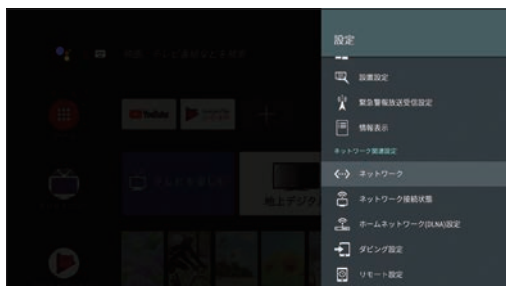 設定
設置設定
緊急警報放送受信設定
情報表示
ネットワーク関連設定
ネットワーク
ネットワーク接続状態
ホームネットワーク(DLNA)設定
ダビング設定
リモート設定
YouTube
地上デジタ